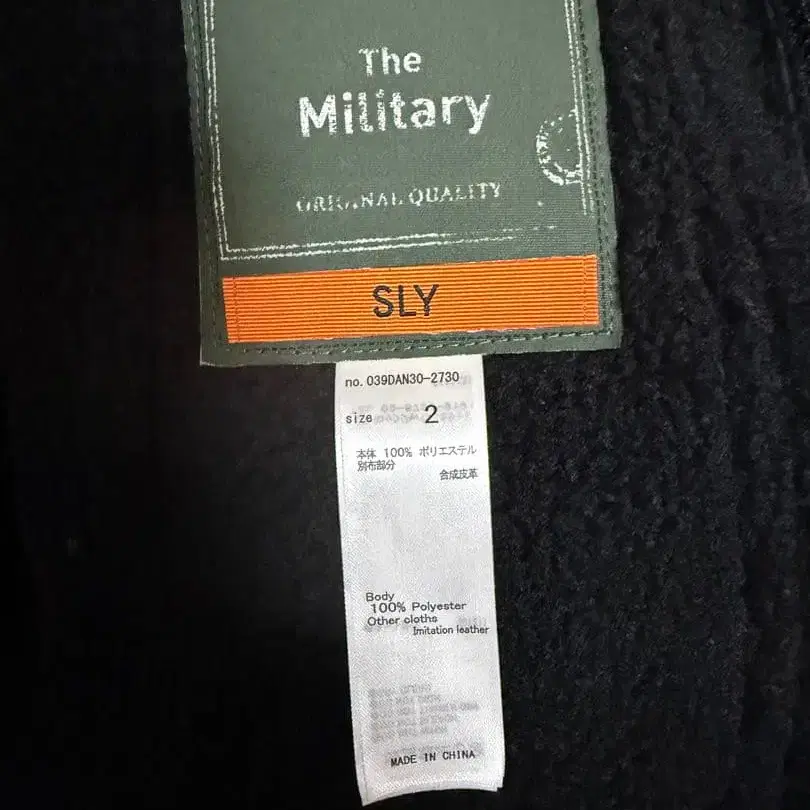 The
Military
ORIGINAL QUALITY
SLY
no. 039DAN30-2730
size 2
本体 100% ポリエステル
別布部分
合成皮革
Body
100% Polyester
Other cloths
Imitation leather
MADE IN CHINA